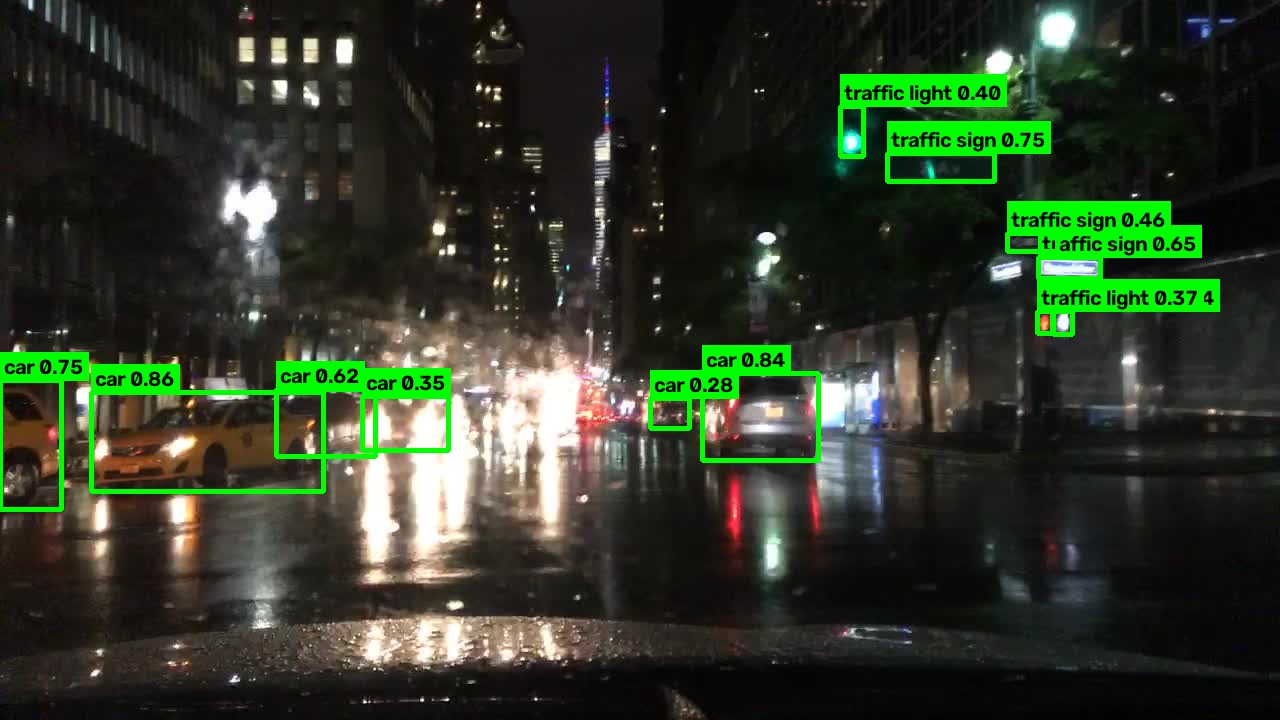 traffic light 0.40
traffic sign 0.75
traffic sign 0.46
traffic sign 0.65
traffic light 0.37
car 0.75
car 0.86
car 0.62
car 0.35
car 0.28
car 0.84